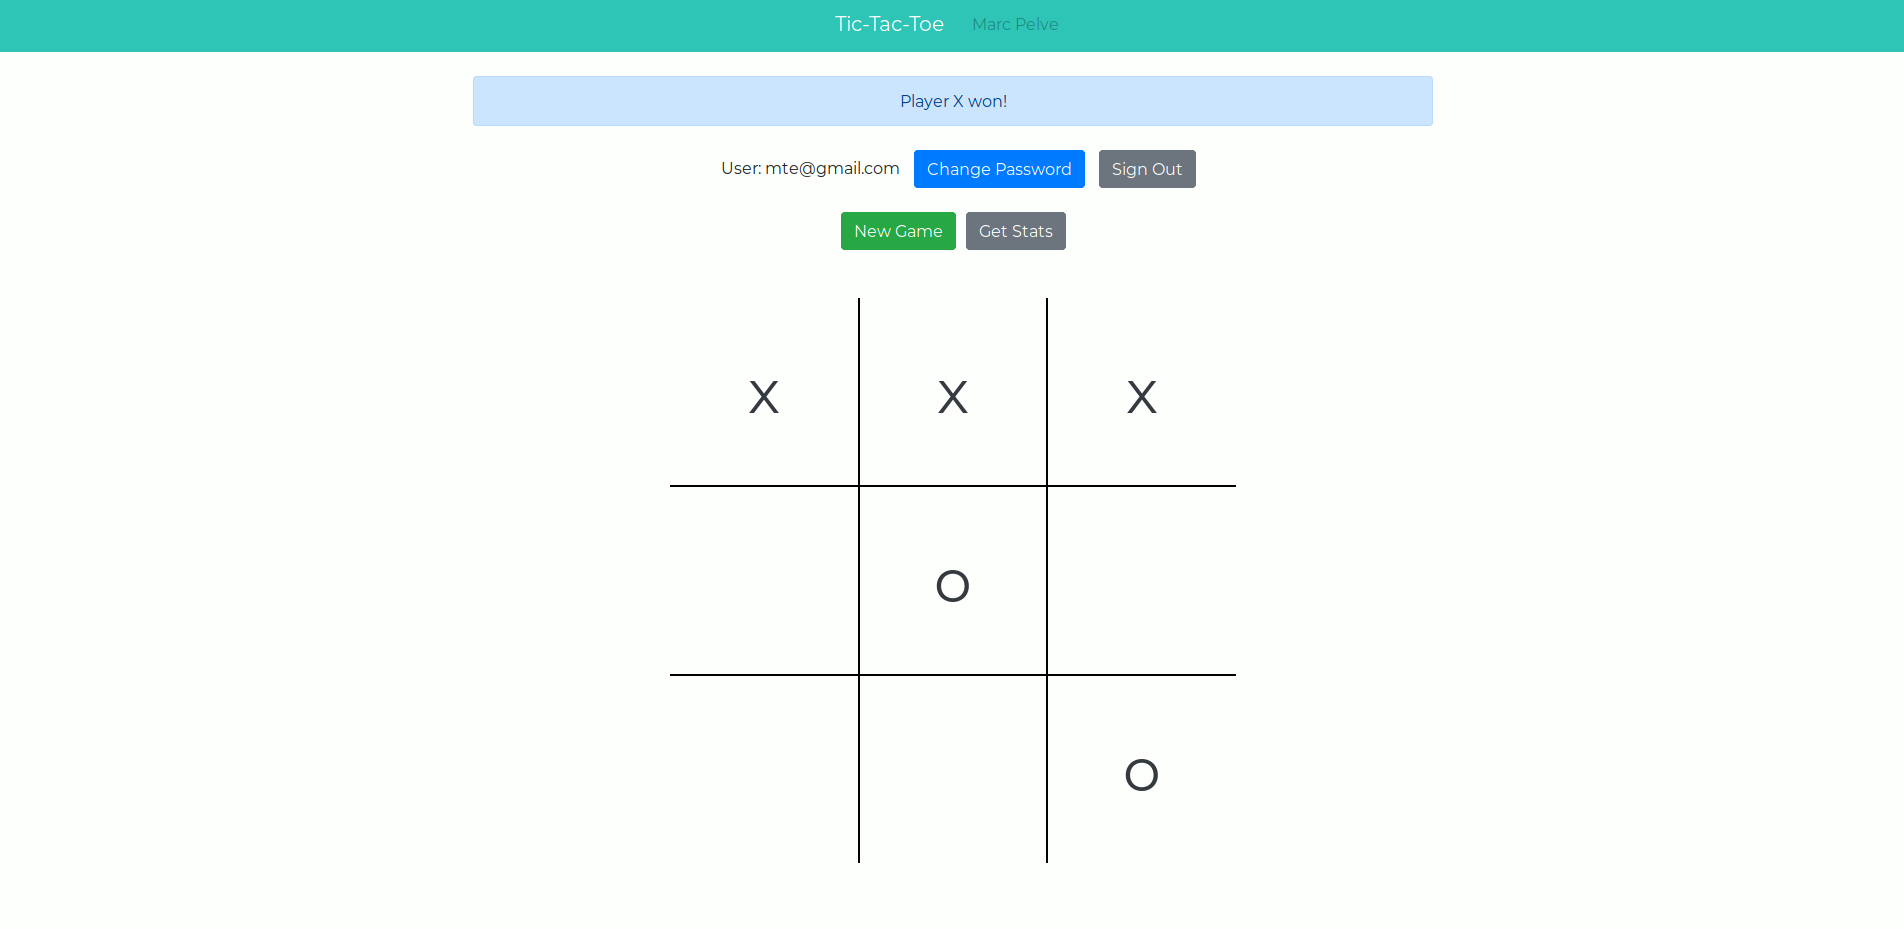 Tic-Tac-Toe Marc Pelve
Player X won!
User: mte@gmail.com Change Password Sign Out
New Game Get Stats
X X X
O
O